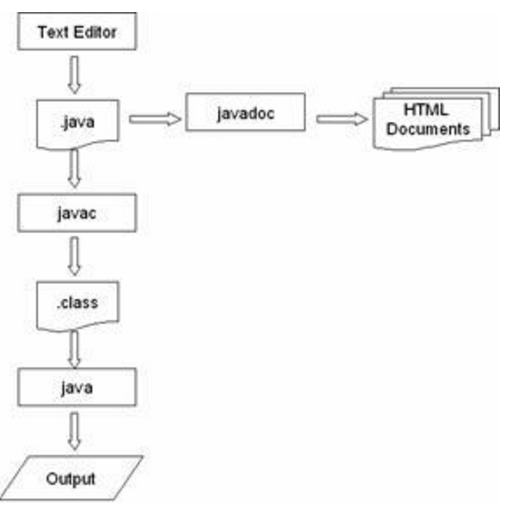 Text Editor
.java
javadoc
HTML
Documents
javac
.class
java
Output